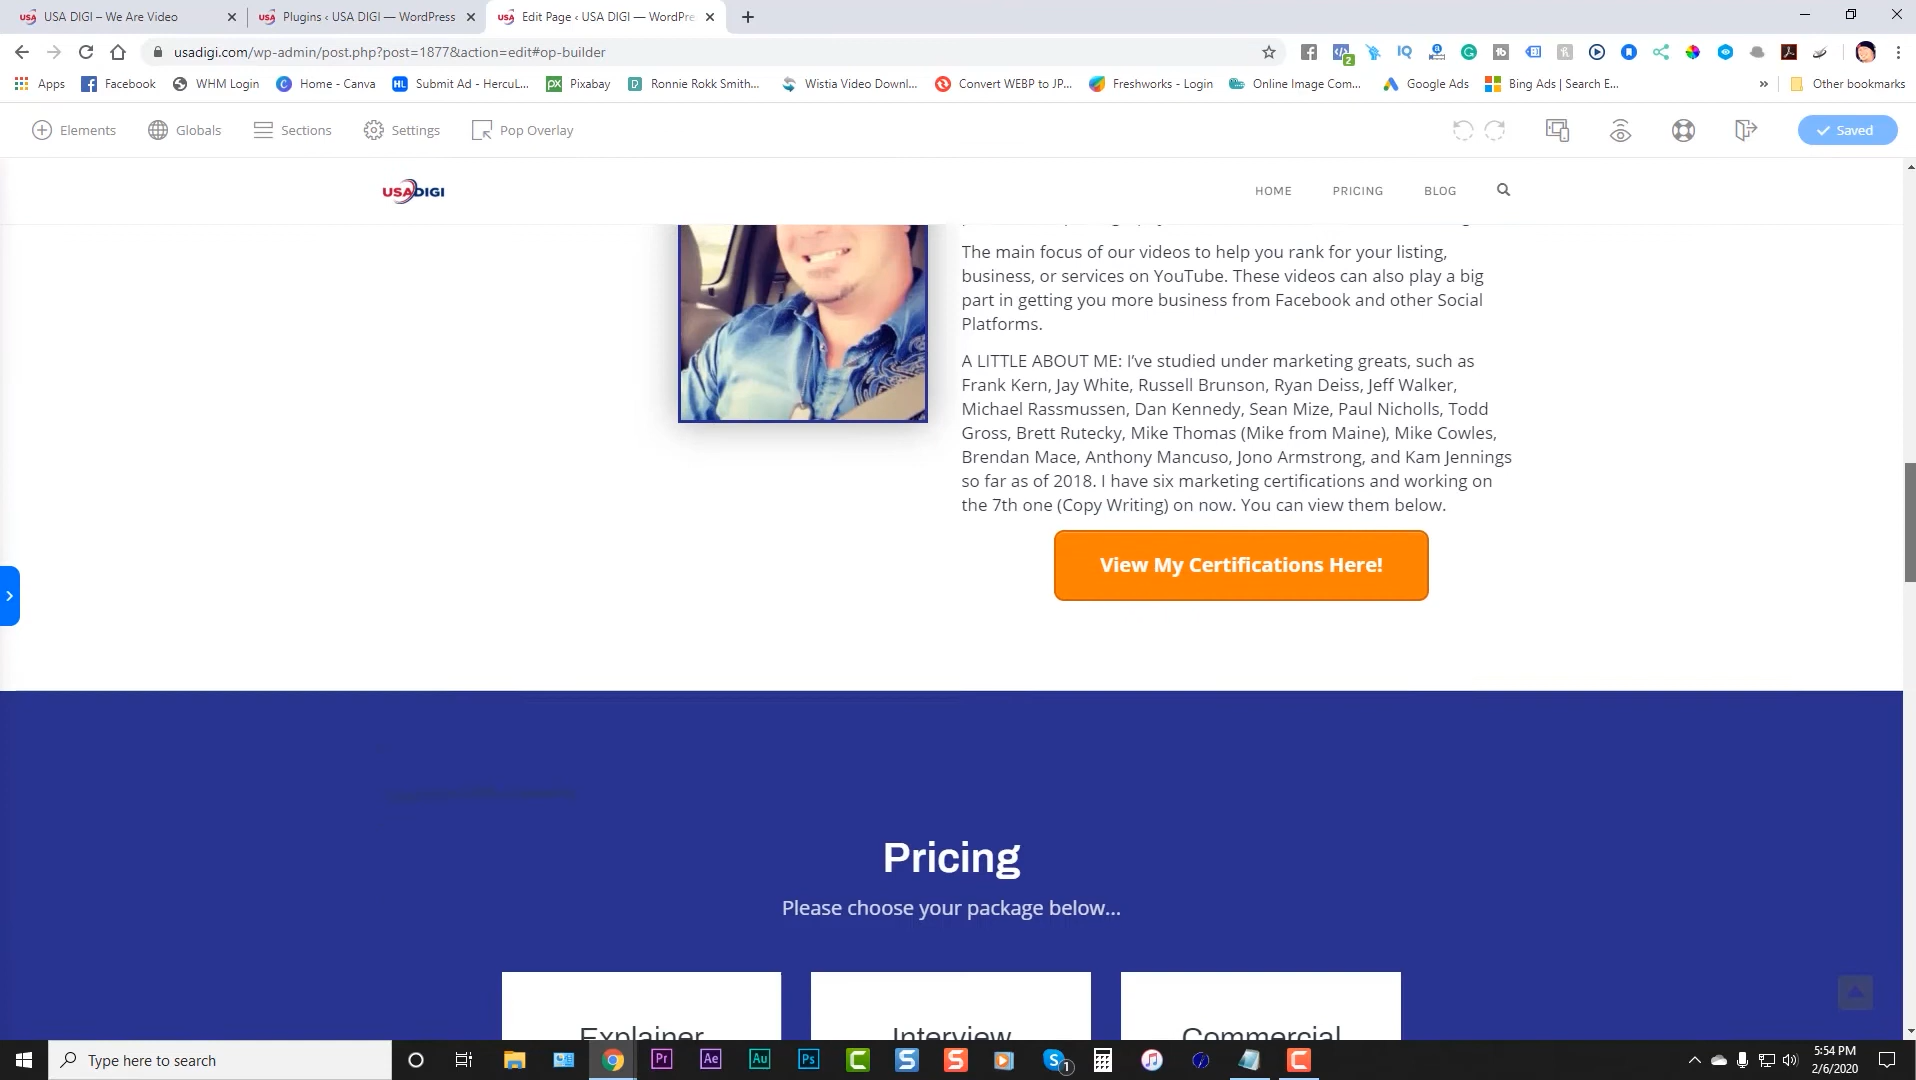 USA DIGI – We Are Video
Plugins ‹ USA DIGI — WordPress
Edit Page ‹ USA DIGI — WordPre
usadigi.com/wp-admin/post.php?post=1877&action=edit#op-builder
Apps Facebook WHM Login Home - Canva Submit Ad - HercuL... Pixabay Ronnie Rokk Smith... Wistia Video Downl... Convert WEBP to JP... Freshworks - Login Online Image Com... Google Ads Bing Ads | Search E... » Other bookmarks
Elements Globals Sections Settings Pop Overlay Saved
USADIGI HOME PRICING BLOG
The main focus of our videos to help you rank for your listing,
business, or services on YouTube. These videos can also play a big
part in getting you more business from Facebook and other Social
Platforms.
A LITTLE ABOUT ME: I’ve studied under marketing greats, such as
Frank Kern, Jay White, Russell Brunson, Ryan Deiss, Jeff Walker,
Michael Rassmussen, Dan Kennedy, Sean Mize, Paul Nicholls, Todd
Gross, Brett Rutecky, Mike Thomas (Mike from Maine), Mike Cowles,
Brendan Mace, Anthony Mancuso, Jono Armstrong, and Kam Jennings
so far as of 2018. I have six marketing certifications and working on
the 7th one (Copy Writing) on now. You can view them below.
View My Certifications Here!
Pricing
Please choose your package below...
Explainer Interview Commercial
Type here to search
5:54 PM
2/6/2020